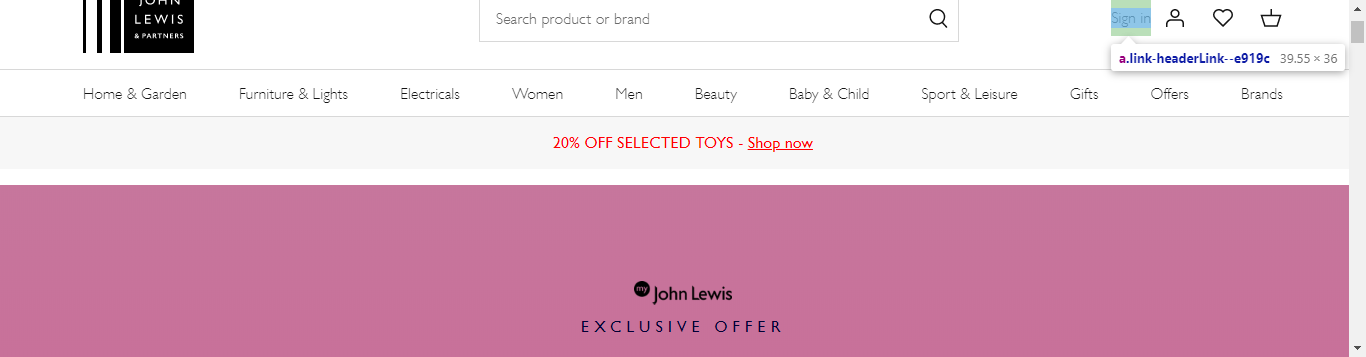 JOHN
LEWIS
& PARTNERS
Search product or brand
Sign in
a.link-headerLink--e919c 39.55 × 36
Home & Garden Furniture & Lights Electricals Women Men Beauty Baby & Child Sport & Leisure Gifts Offers Brands
20% OFF SELECTED TOYS - Shop now
my John Lewis
EXCLUSIVE OFFER